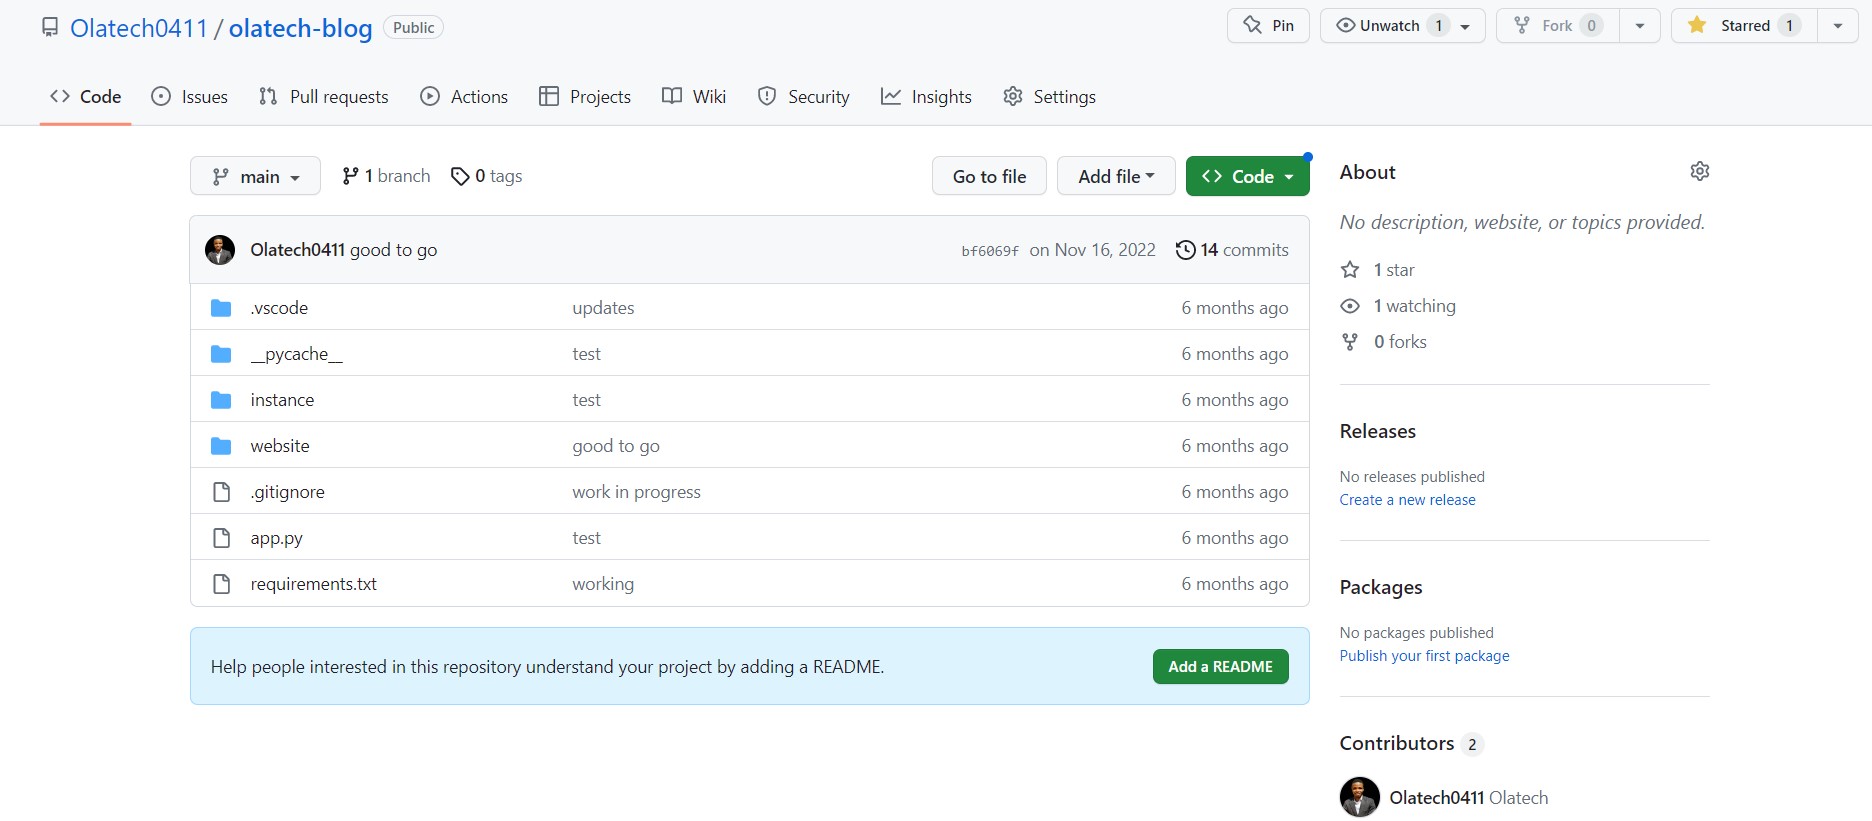 Olatech0411 / olatech-blog Public
Pin
Unwatch 1
Fork 0
Starred 1
Code
Issues
Pull requests
Actions
Projects
Wiki
Security
Insights
Settings
main
1 branch
0 tags
Go to file
Add file
Code
Olatech0411 good to go
bf6069f on Nov 16, 2022
14 commits
.vscode updates 6 months ago
__pycache__ test 6 months ago
instance test 6 months ago
website good to go 6 months ago
.gitignore work in progress 6 months ago
app.py test 6 months ago
requirements.txt working 6 months ago
Help people interested in this repository understand your project by adding a README.
Add a README
About
No description, website, or topics provided.
1 star
1 watching
0 forks
Releases
No releases published
Create a new release
Packages
No packages published
Publish your first package
Contributors 2
Olatech0411 Olatech